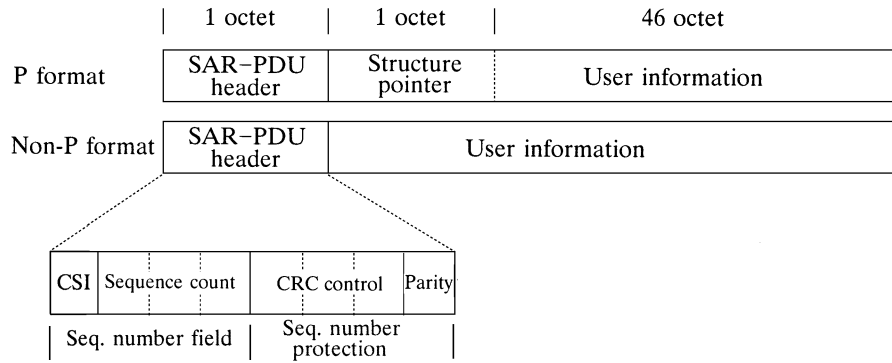 1 octet 1 octet 46 octet
P format SAR-PDU header Structure pointer User information
Non-P format SAR-PDU header User information
CSI Sequence count CRC control Parity
Seq. number field Seq. number protection